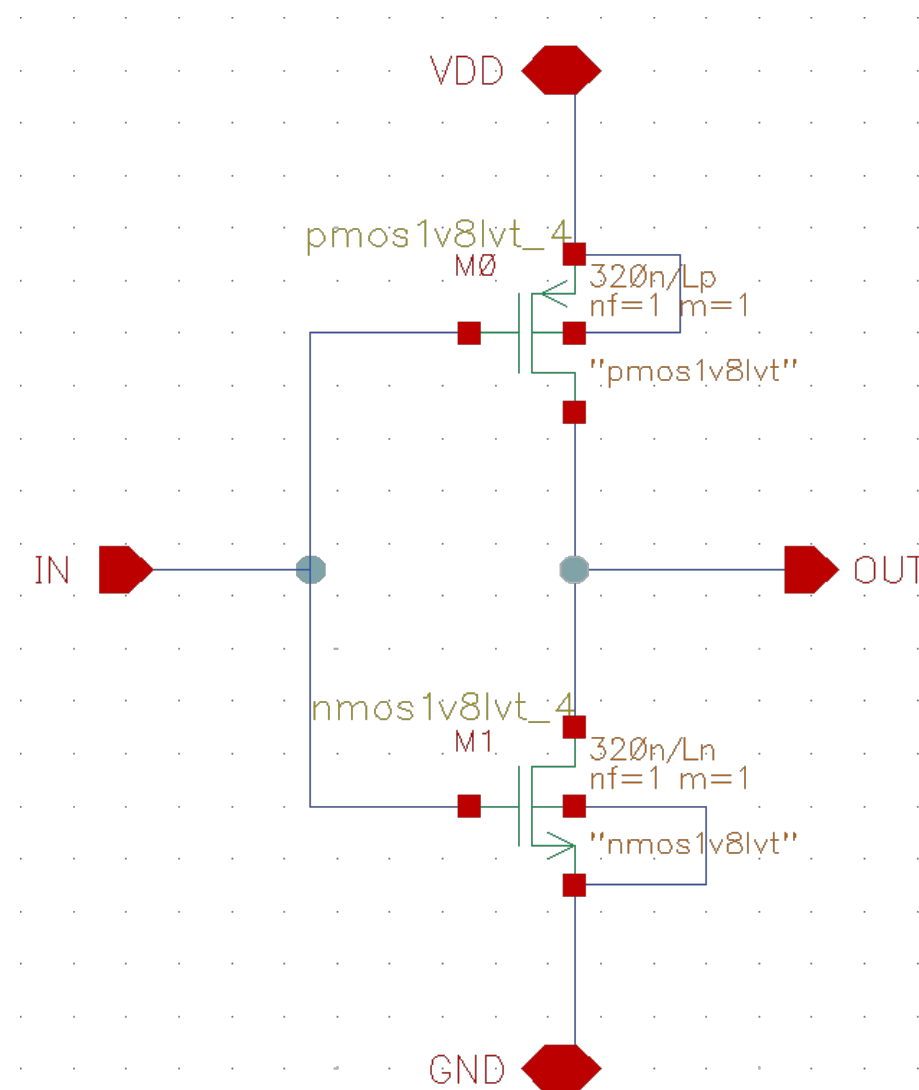 VDD
pmos1v8lvt_4
M0
320n/Lp
nf=1 m=1
"pmos1v8lvt"
IN
OUT
nmos1v8lvt_4
M1
320n/Ln
nf=1 m=1
"nmos1v8lvt"
GND